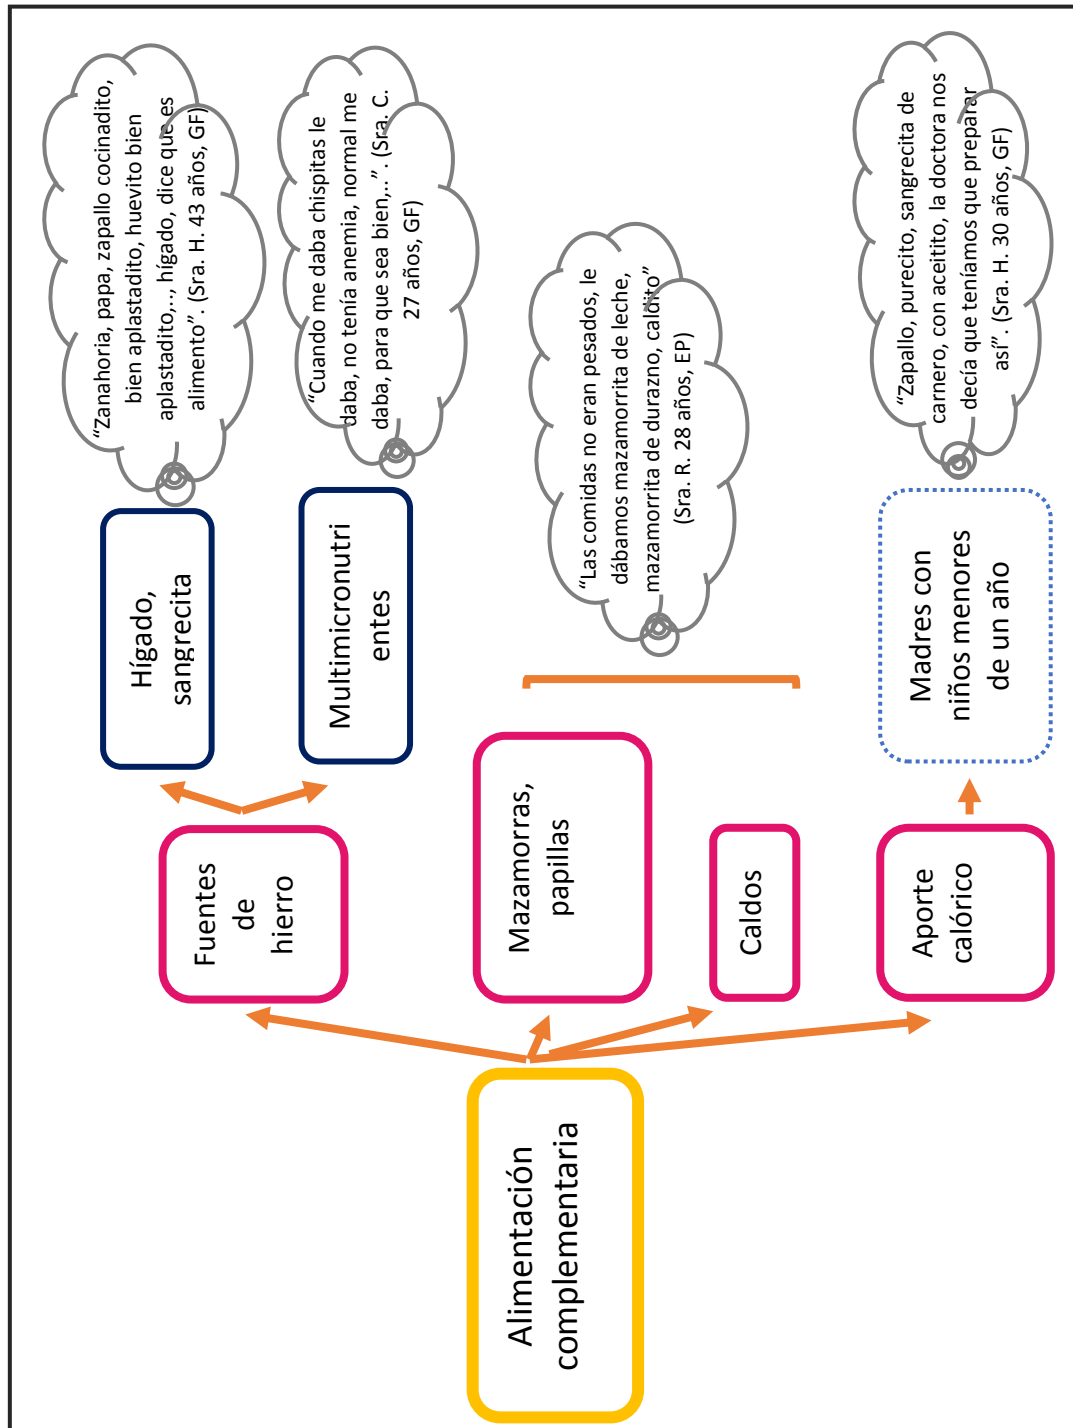 Alimentación
complementaria
Fuentes
de
hierro
Hígado,
sangrecita
“Zanahoria, papa, zapallo cocinadito,
bien aplastadito, huevito bien
aplastadito,.., hígado, dice que es
alimento”. (Sra. H. 43 años, GF)
Multimicronutri
entes
“Cuando me daba chispitas le
daba, no tenía anemia, normal me
daba, para que sea bien,..”. (Sra. C.
27 años, GF)
Mazamorras,
papillas
Caldos
“Las comidas no eran pesados, le
dábamos mazamorrita de leche,
mazamorrita de durazno, caldito”
(Sra. R. 28 años, EP)
Aporte
calórico
Madres con
niños menores
de un año
“Zapallo, purecito, sangrecita de
carnero, con aceitito, la doctora nos
decía que teníamos que preparar
así”. (Sra. H. 30 años, GF)